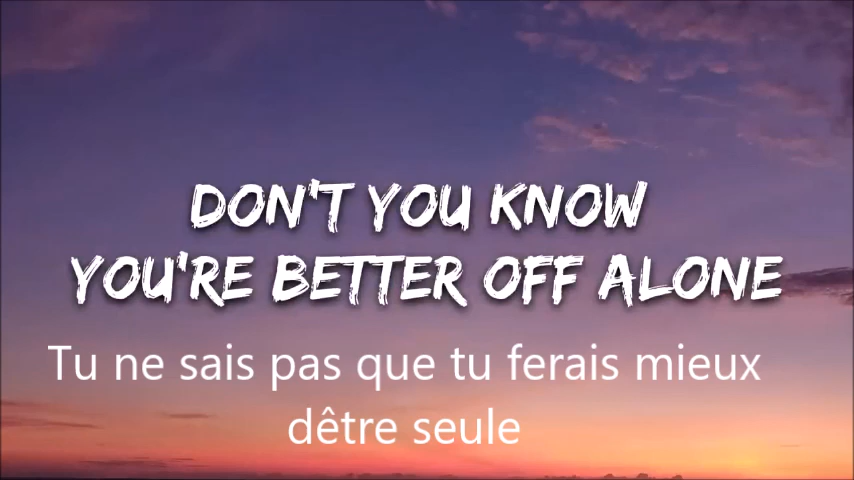 DON'T YOU KNOW
YOU'RE BETTER OFF ALONE
Tu ne sais pas que tu ferais mieux
dêtre seule